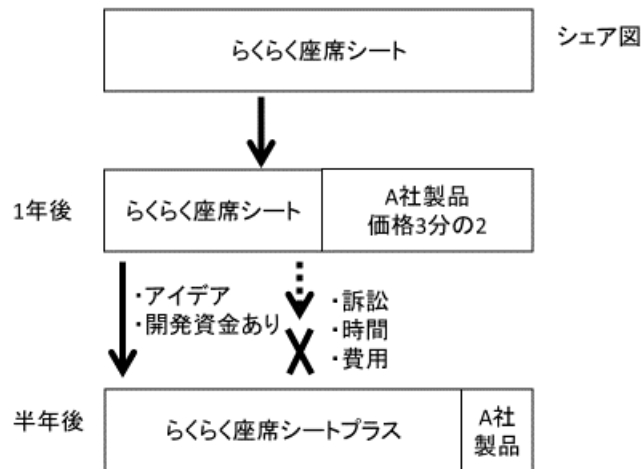 らくらく座席シート
シェア図
1年後
らくらく座席シート
A社製品
価格3分の2
・アイデア
・開発資金あり
・訴訟
・時間
・費用
半年後
らくらく座席シートプラス
A社
製品